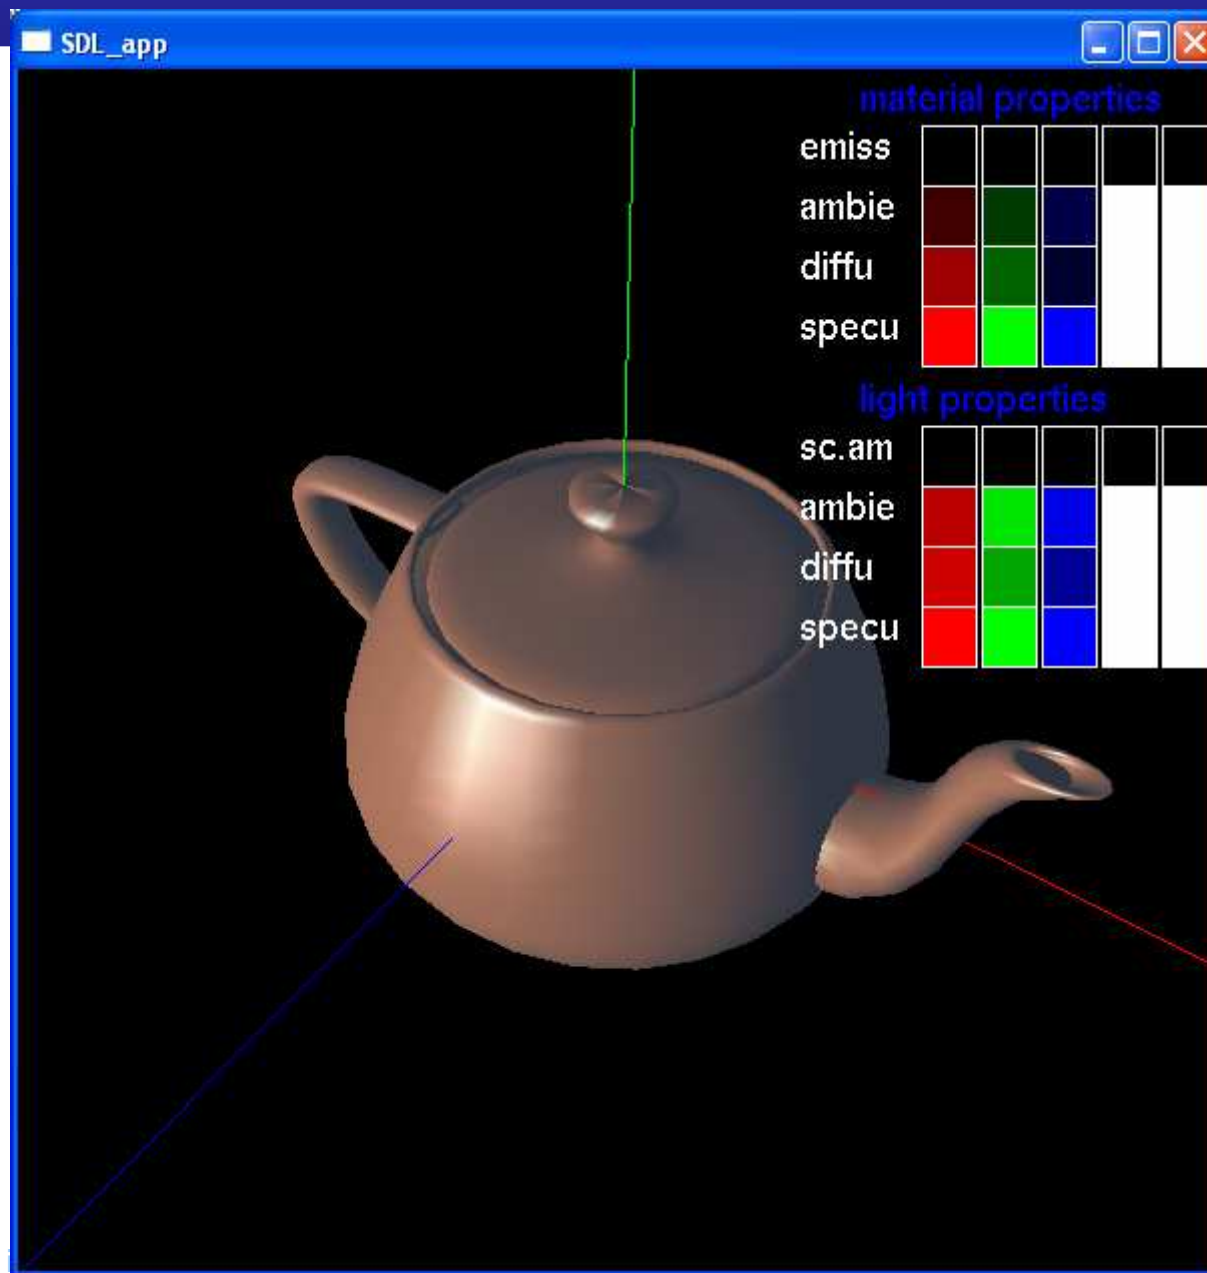 SDL_app
material properties
emiss
ambie
diffu
specu
light properties
sc.am
ambie
diffu
specu